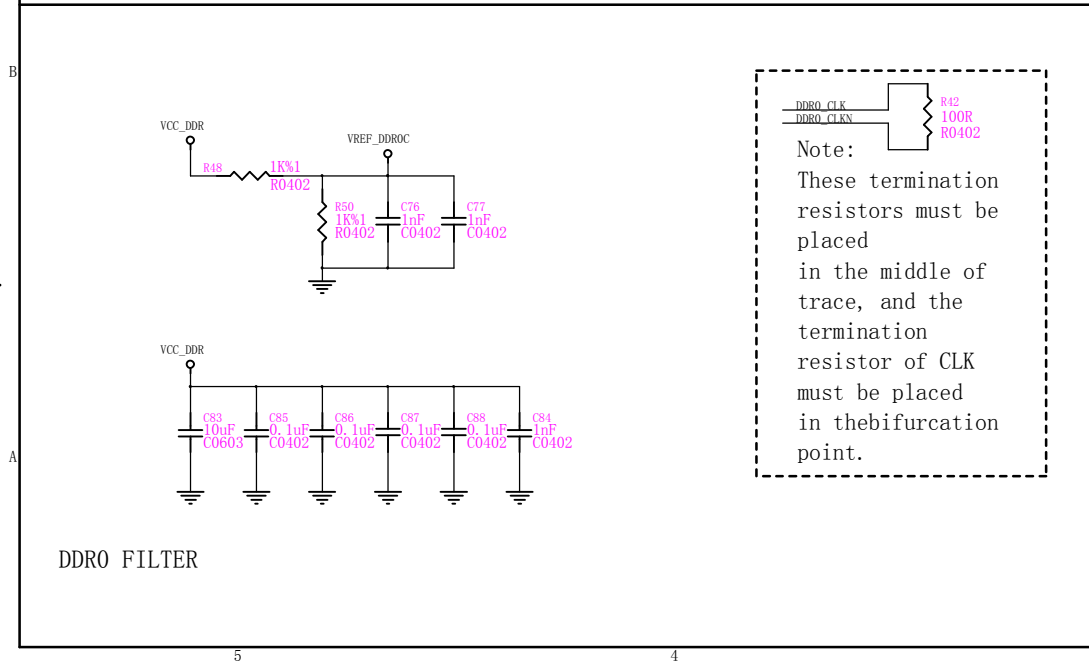 B
VCC_DDR
VREF_DDROC
R48
1K%1
R0402
R50
1K%1
R0402
C76
1nF
C0402
C77
1nF
C0402
VCC_DDR
C83
10uF
C0603
C85
0.1uF
C0402
C86
0.1uF
C0402
C87
0.1uF
C0402
C88
0.1uF
C0402
C84
1nF
C0402
A
DDRO FILTER
DDRO_CLK
DDRO_CLKN
R42
100R
R0402
Note:
These termination
resistors must be
placed
in the middle of
trace, and the
termination
resistor of CLK
must be placed
in thebifurcation
point.
5
4